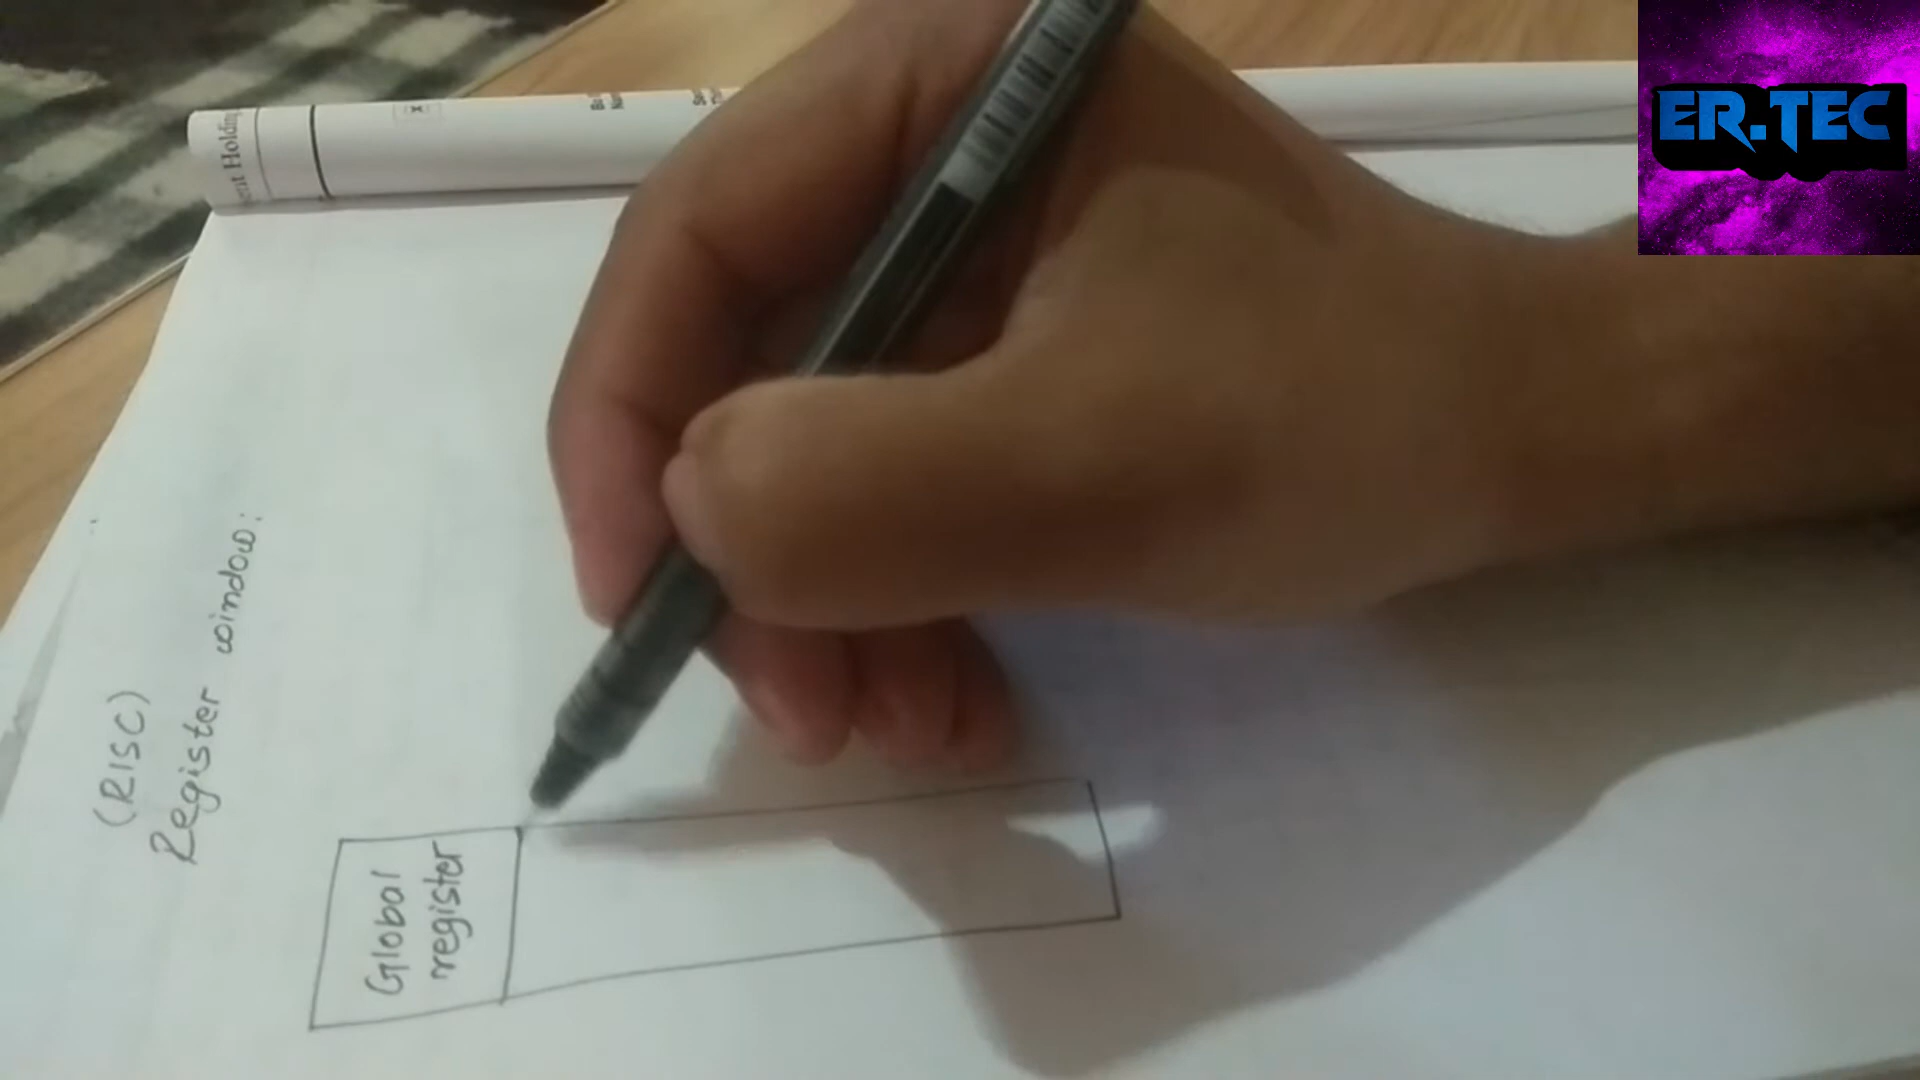 ER.TEC
(RISC)
Register window:
Global
register